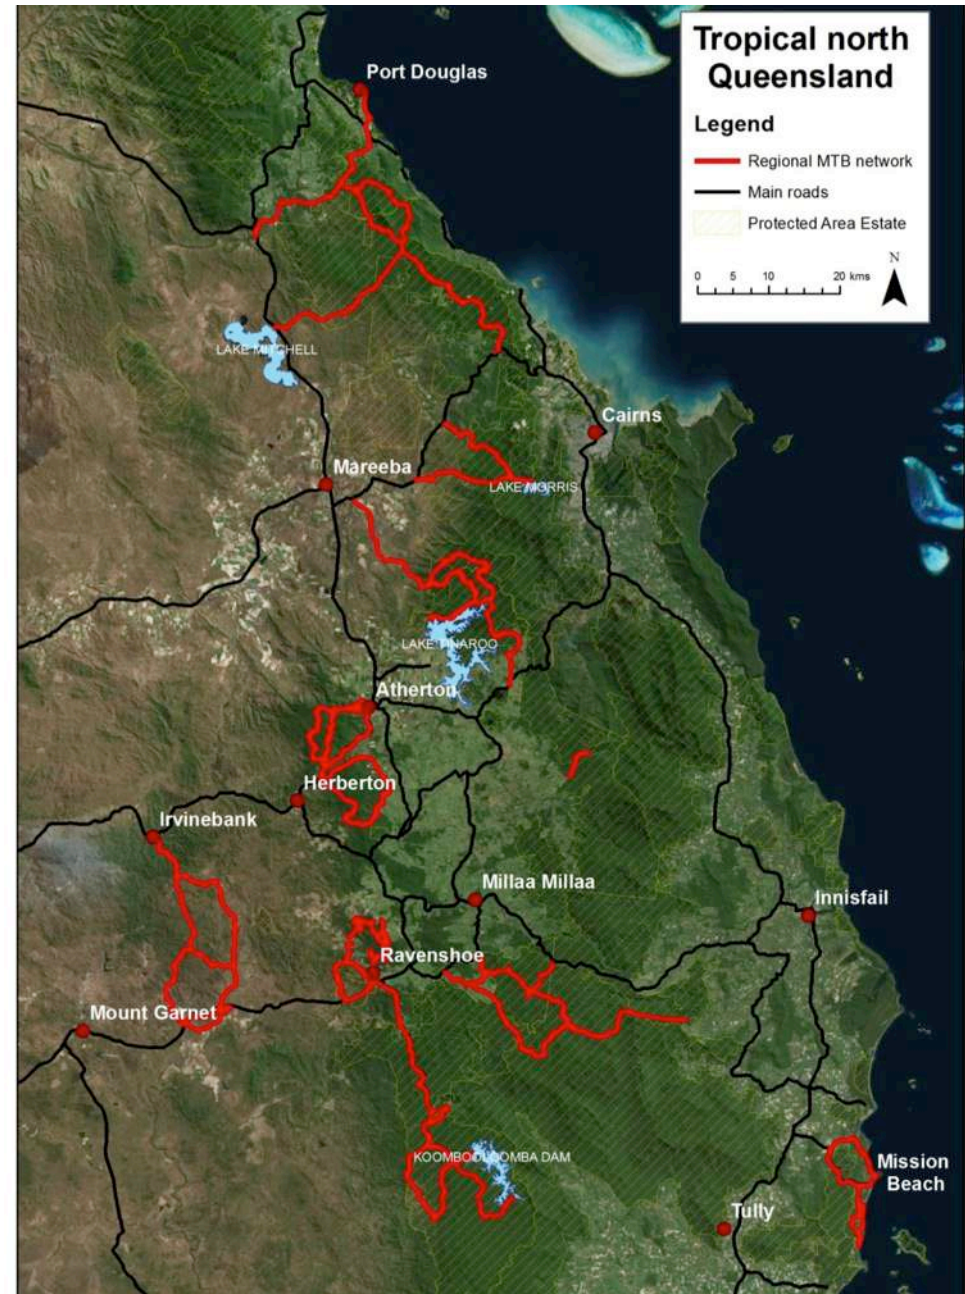 Tropical north
Queensland
Legend
Regional MTB network
Main roads
Protected Area Estate
N
0 5 10 20 kms
Port Douglas
LAKE MITCHELL
Cairns
Mareeba
LAKE MORRIS
LAKE TINAROO
Atherton
Herberton
Irvinebank
Millaa Millaa
Innisfail
Ravenshoe
Mount Garnet
KOOMBOOLOOMBA DAM
Mission
Beach
Tully